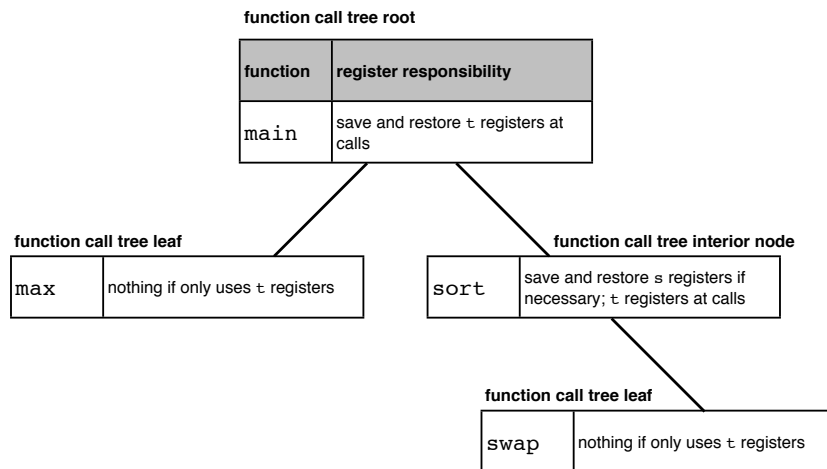 function call tree root
function register responsibility
main save and restore t registers at
calls
function call tree leaf
max nothing if only uses t registers
function call tree interior node
sort save and restore s registers if
necessary; t registers at calls
function call tree leaf
swap nothing if only uses t registers